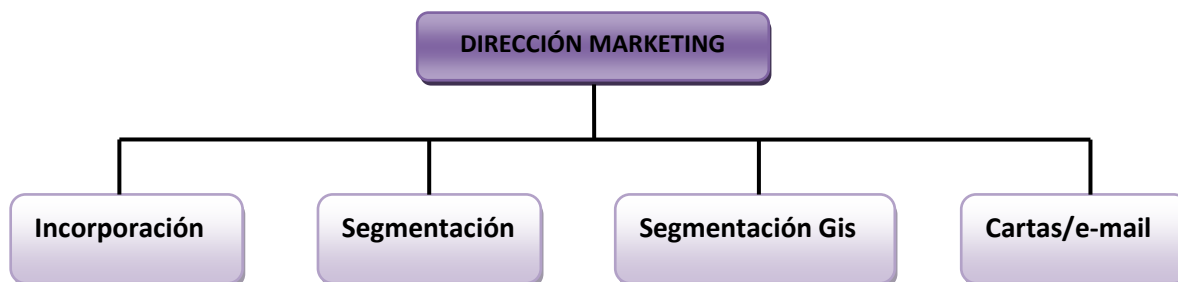 DIRECCIÓN MARKETING
Incorporación
Segmentación
Segmentación Gis
Cartas/e-mail